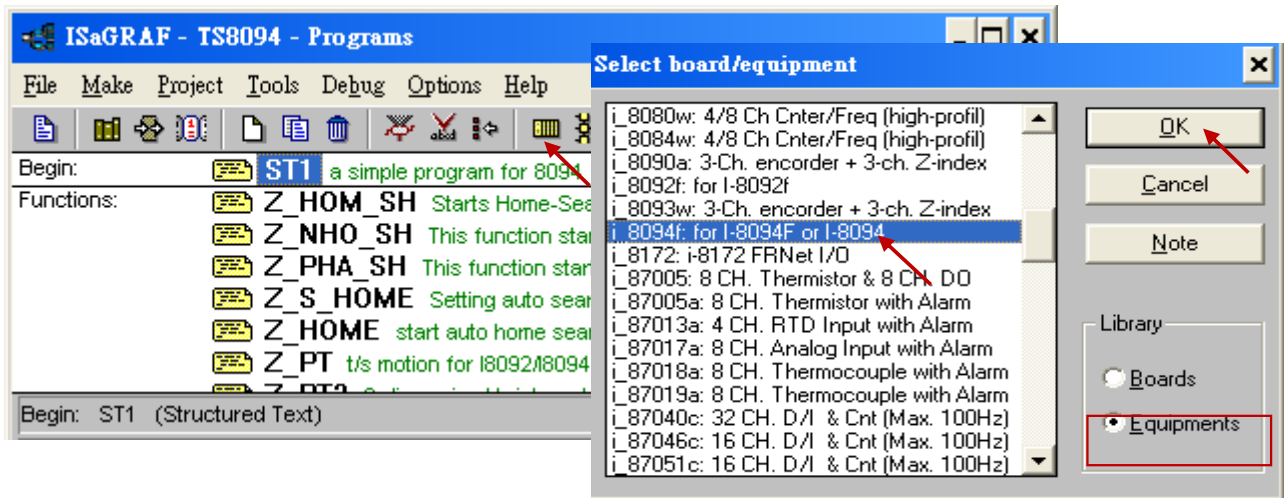 ISaGRAF - TS8094 - Programs
File Make Project Tools Debug Options Help
Begin: ST1 a simple program for 8094
Functions: Z_HOM_SH Starts Home-Sea
Z_NHO_SH This function star
Z_PHA_SH This function star
Z_S_HOME Setting auto sear
Z_HOME start auto home sear
Z_PT t/s motion for I8092/I8094
Begin: ST1 (Structured Text)
Select board/equipment
i_8080w: 4/8 Ch Cnter/Freq (high-profil)
i_8084w: 4/8 Ch Cnter/Freq (high-profil)
i_8090a: 3-Ch. encorder + 3-ch. Z-index
i_8092f: for I-8092f
i_8093w: 3-Ch. encorder + 3-ch. Z-index
i_8094f: for I-8094F or I-8094
i_8172: i-8172 FRNet I/O
i_87005: 8 CH. Thermistor & 8 CH. DO
i_87005a: 8 CH. Thermistor with Alarm
i_87013a: 4 CH. RTD Input with Alarm
i_87017a: 8 CH. Analog Input with Alarm
i_87018a: 8 CH. Thermocouple with Alarm
i_87019a: 8 CH. Thermocouple with Alarm
i_87040c: 32 CH. D/I & Cnt (Max. 100Hz)
i_87046c: 16 CH. D/I & Cnt (Max. 100Hz)
i_87051c: 16 CH. D/I & Cnt (Max. 100Hz)
OK
Cancel
Note
Library
Boards
Equipments